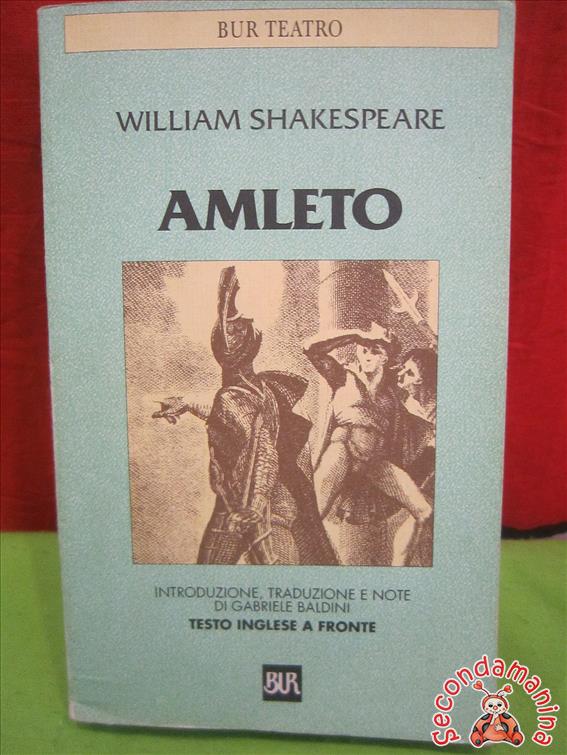 BUR TEATRO
WILLIAM SHAKESPEARE
AMLETO
INTRODUZIONE, TRADUZIONE E NOTE
DI GABRIELE BALDINI
TESTO INGLESE A FRONTE
BUR
secondamanina